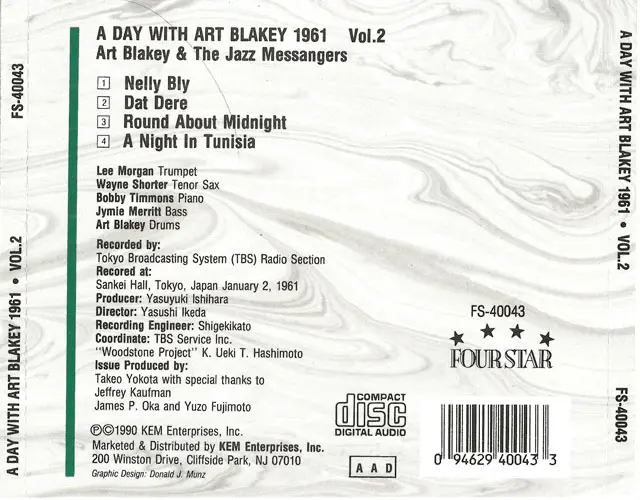 A DAY WITH ART BLAKEY 1961 Vol.2
Art Blakey & The Jazz Messangers
1 Nelly Bly
2 Dat Dere
3 Round About Midnight
4 A Night In Tunisia
Lee Morgan Trumpet
Wayne Shorter Tenor Sax
Bobby Timmons Piano
Jymie Merritt Bass
Art Blakey Drums
Recorded by:
Tokyo Broadcasting System (TBS) Radio Section
Recored at:
Sankei Hall, Tokyo, Japan January 2, 1961
Producer: Yasuyuki Ishihara
Director: Yasushi Ikeda
Recording Engineer: Shigekikato
Coordinate: TBS Service Inc.
"Woodstone Project" K. Ueki T. Hashimoto
Issue Produced by:
Takeo Yokota with special thanks to
Jeffrey Kaufman
James P. Oka and Yuzo Fujimoto
℗©1990 KEM Enterprises, Inc.
Marketed & Distributed by KEM Enterprises, Inc.
200 Winston Drive, Cliffside Park, NJ 07010
Graphic Design: Donald J. Munz
COMPACT
disc
DIGITAL AUDIO
A A D
FS-40043
FOUR STAR
0 94629 40043 3
A DAY WITH ART BLAKEY 1961 • VOL.2
FS-40043
A DAY WITH ART BLAKEY 1961 • VOL.2
FS-40043